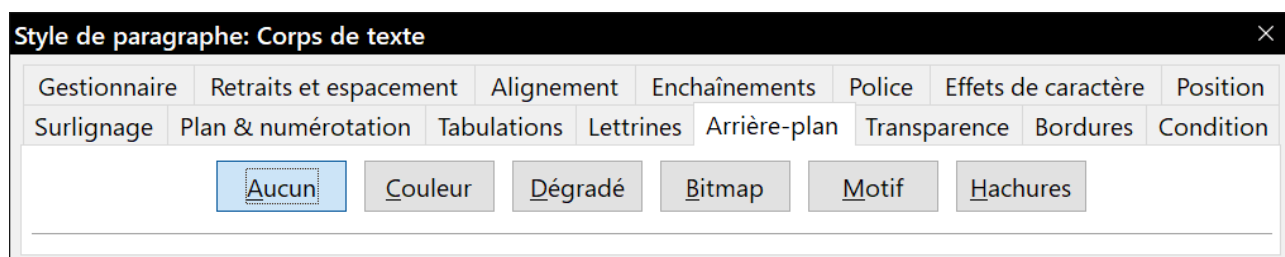 Style de paragraphe: Corps de texte
Gestionnaire Retraits et espacement Alignement Enchaînements Police Effets de caractère Position
Surlignage Plan & numérotation Tabulations Lettrines Arrière-plan Transparence Bordures Condition
Aucun Couleur Dégradé Bitmap Motif Hachures